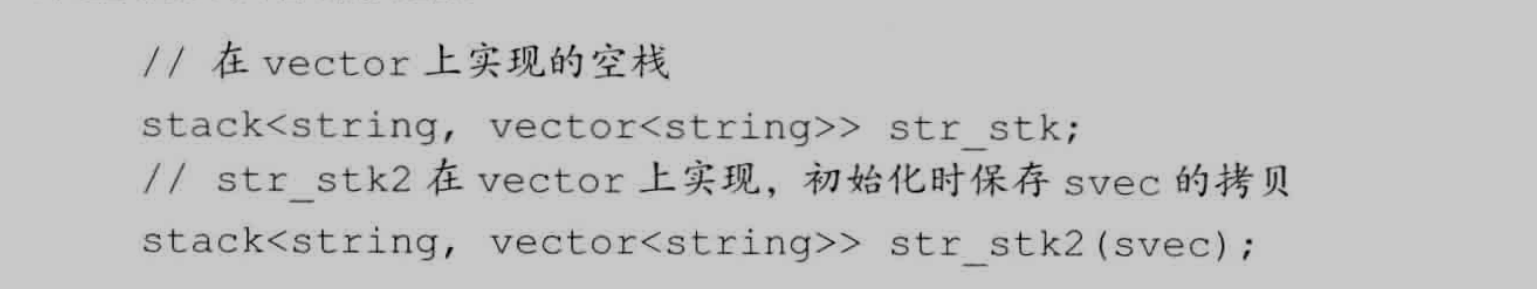 // 在 vector 上实现的空栈
stack<string, vector<string>> str_stk;
// str_stk2 在 vector 上实现，初始化时保存 svec 的拷贝
stack<string, vector<string>> str_stk2(svec);